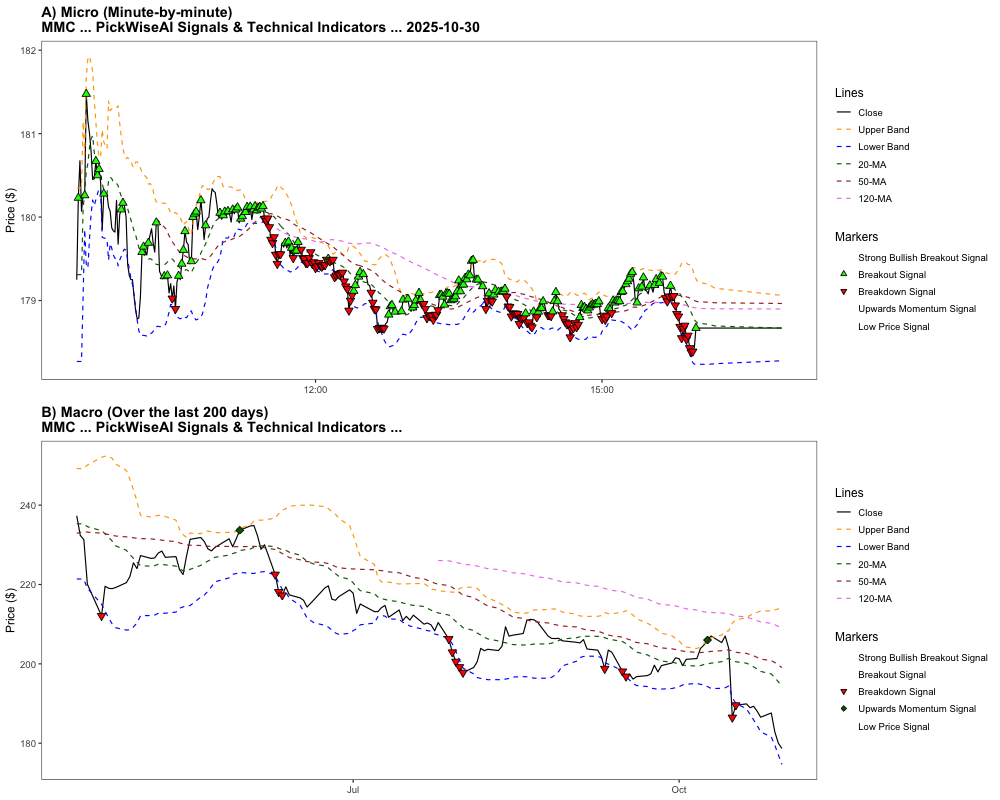 A) Micro (Minute-by-minute)
MMC ... PickWiseAI Signals & Technical Indicators ... 2025-10-30
182
181
180
179
Price ($)
12:00
15:00
Lines
Close
Upper Band
Lower Band
20-MA
50-MA
120-MA
Markers
Strong Bullish Breakout Signal
Breakout Signal
Breakdown Signal
Upwards Momentum Signal
Low Price Signal
B) Macro (Over the last 200 days)
MMC ... PickWiseAI Signals & Technical Indicators ...
240
220
200
180
Price ($)
Jul
Oct
Lines
Close
Upper Band
Lower Band
20-MA
50-MA
120-MA
Markers
Strong Bullish Breakout Signal
Breakout Signal
Breakdown Signal
Upwards Momentum Signal
Low Price Signal